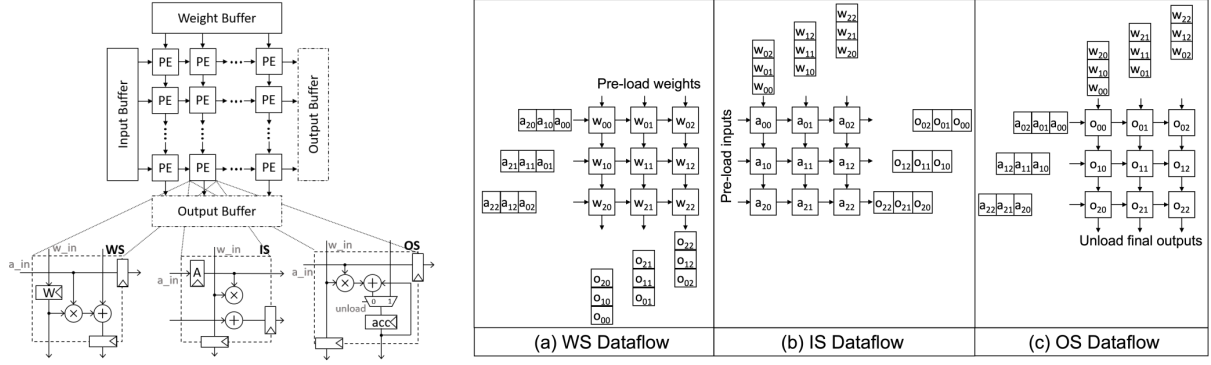 Weight Buffer
Input Buffer
PE PE PE
PE PE PE
PE PE PE
Output Buffer
Output Buffer
w_in WS
a_in
W
w_in IS
a_in
A
w_in OS
a_in
unload
0 1
acc
Pre-load weights
a₂₀ a₁₀ a₀₀
w₀₀ w₀₁ w₀₂
a₂₁ a₁₁ a₀₁
w₁₀ w₁₁ w₁₂
a₂₂ a₁₂ a₀₂
w₂₀ w₂₁ w₂₂
o₂₀
o₁₀
o₀₀
o₂₁
o₁₁
o₀₁
o₂₂
o₁₂
o₀₂
(a) WS Dataflow
w₀₂
w₀₁
w₀₀
w₁₂
w₁₁
w₁₀
w₂₂
w₂₁
w₂₀
Pre-load inputs
a₀₀ a₀₁ a₀₂
o₀₂ o₀₁ o₀₀
a₁₀ a₁₁ a₁₂
o₁₂ o₁₁ o₁₀
a₂₀ a₂₁ a₂₂
o₂₂ o₂₁ o₂₀
(b) IS Dataflow
w₂₀
w₁₀
w₀₀
w₂₁
w₁₁
w₀₁
w₂₂
w₁₂
w₀₂
a₀₂ a₀₁ a₀₀
o₀₀ o₀₁ o₀₂
a₁₂ a₁₁ a₁₀
o₁₀ o₁₁ o₁₂
a₂₂ a₂₁ a₂₀
o₂₀ o₂₁ o₂₂
Unload final outputs
(c) OS Dataflow